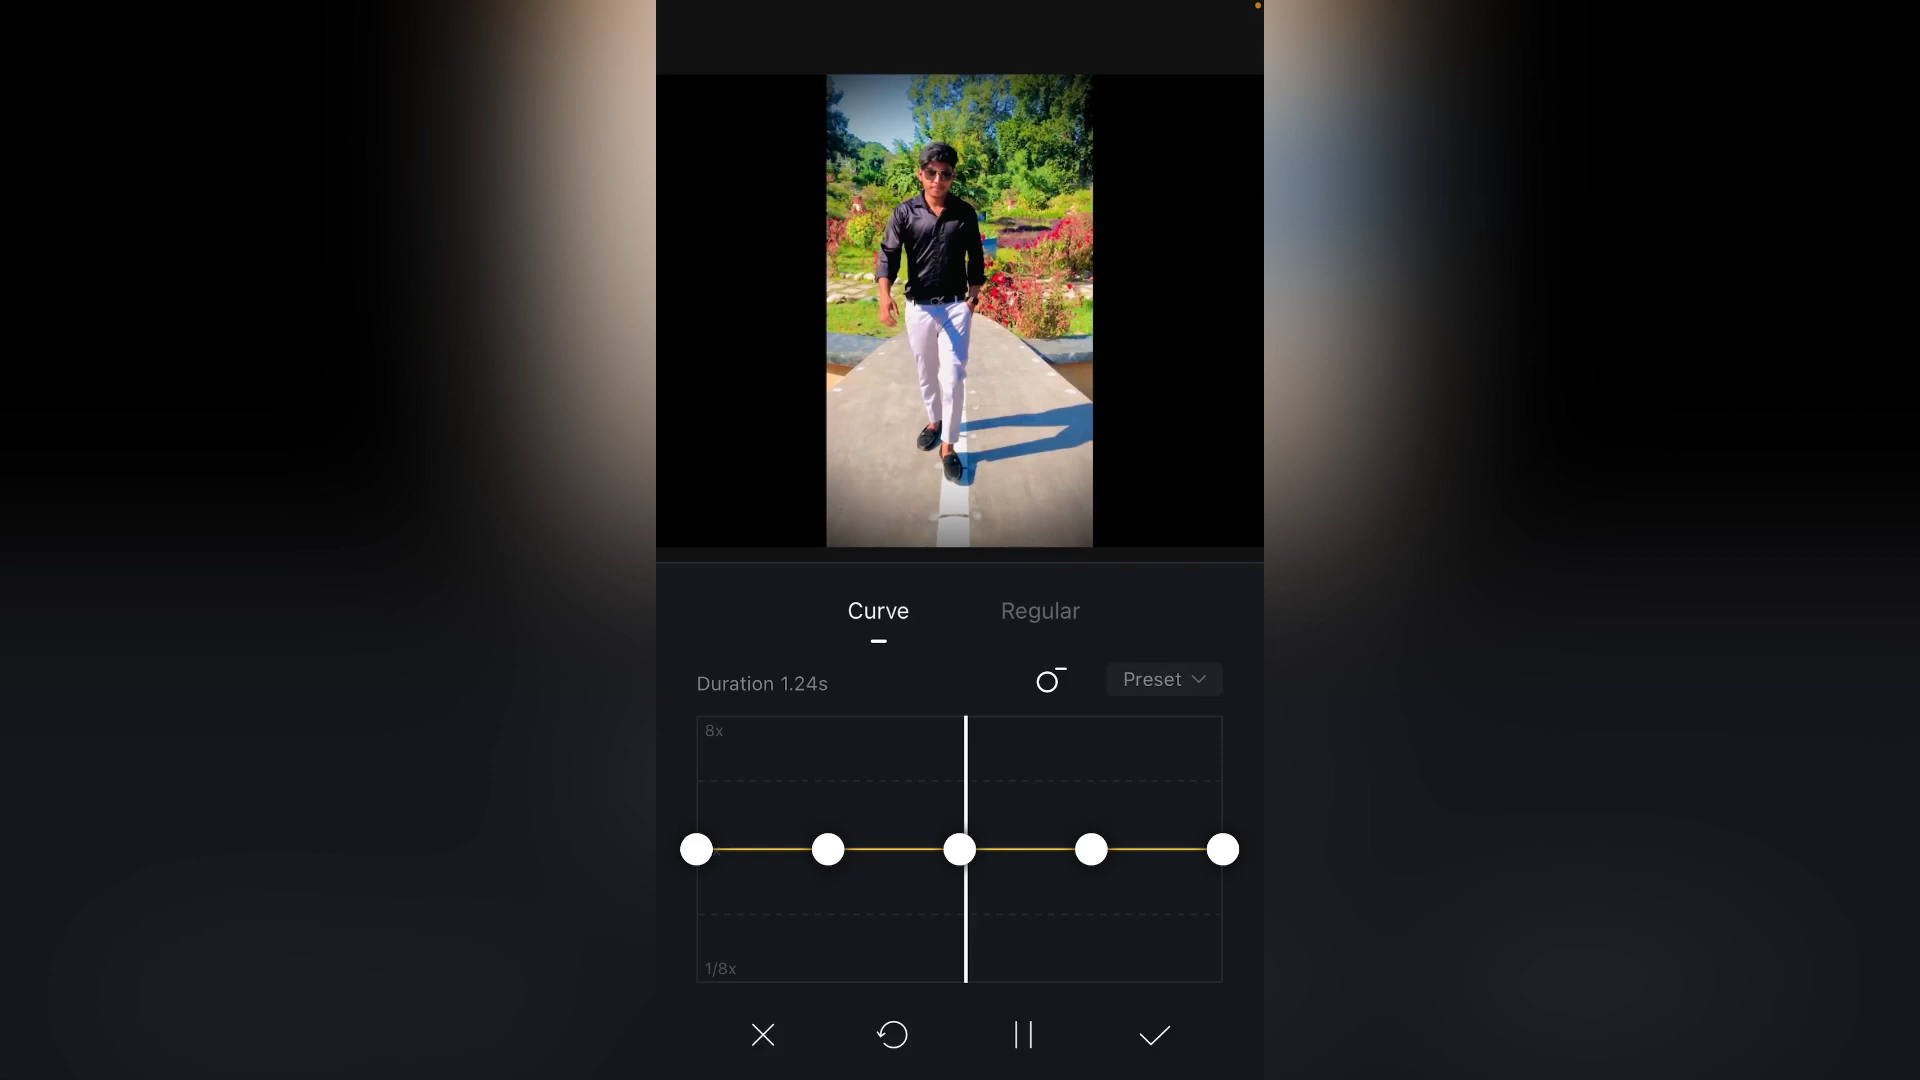 Curve Regular
Duration 1.24s Preset
8x
1/8x